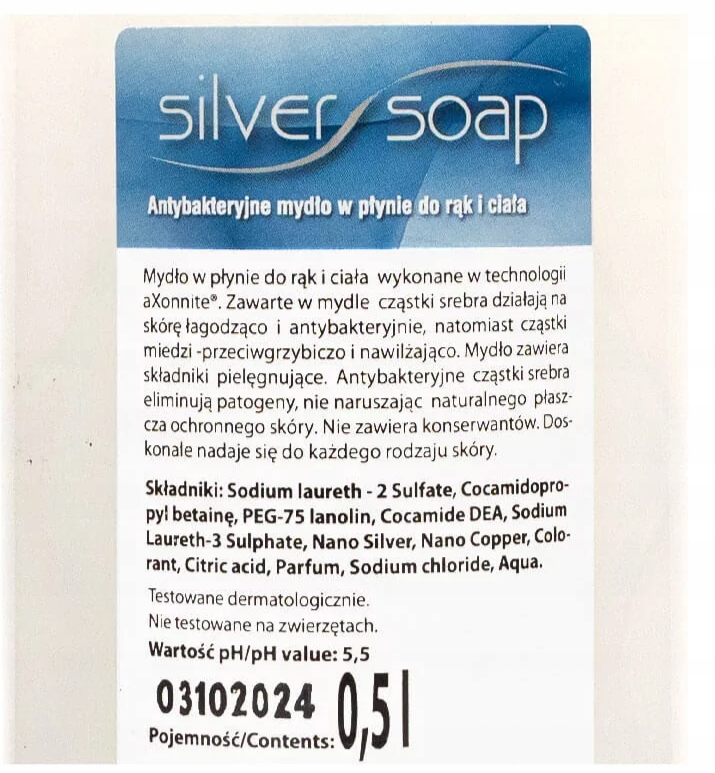 silver soap
Antybakteryjne mydło w płynie do rąk i ciała
Mydło w płynie do rąk i ciała wykonane w technologii
aXonnite®. Zawarte w mydle cząstki srebra działają na
skórę łagodząco i antybakteryjnie, natomiast cząstki
miedzi -przeciwgrzybiczo i nawilżająco. Mydło zawiera
składniki pielęgnujące. Antybakteryjne cząstki srebra
eliminują patogeny, nie naruszając naturalnego płasz-
cza ochronnego skóry. Nie zawiera konserwantów. Dos-
konale nadaje się do każdego rodzaju skóry.
Składniki: Sodium laureth - 2 Sulfate, Cocamidopro-
pyl betainę, PEG-75 lanolin, Cocamide DEA, Sodium
Laureth-3 Sulphate, Nano Silver, Nano Copper, Colo-
rant, Citric acid, Parfum, Sodium chloride, Aqua.
Testowane dermatologicznie.
Nie testowane na zwierzętach.
Wartość pH/pH value: 5,5
03102024
Pojemność/Contents: 0,5 l